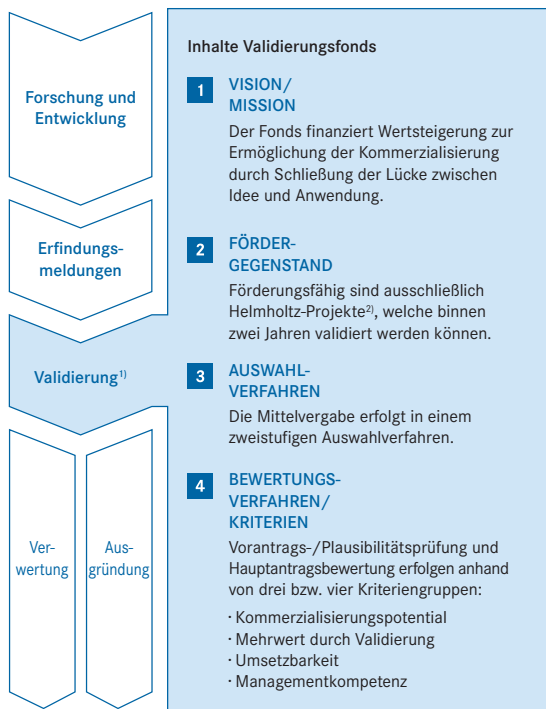 Forschung und
Entwicklung
Erfindungs-
meldungen
Validierung¹⁾
Ver-
wertung
Aus-
gründung
Inhalte Validierungsfonds
1
VISION/
MISSION
Der Fonds finanziert Wertsteigerung zur
Ermöglichung der Kommerzialisierung
durch Schließung der Lücke zwischen
Idee und Anwendung.
2
FÖRDER-
GEGENSTAND
Förderungsfähig sind ausschließlich
Helmholtz-Projekte²⁾, welche binnen
zwei Jahren validiert werden können.
3
AUSWAHL-
VERFAHREN
Die Mittelvergabe erfolgt in einem
zweistufigen Auswahlverfahren.
4
BEWERTUNGS-
VERFAHREN/
KRITERIEN
Vorantrags-/Plausibilitätsprüfung und
Hauptantragsbewertung erfolgen anhand
von drei bzw. vier Kriteriengruppen:
· Kommerzialisierungspotential
· Mehrwert durch Validierung
· Umsetzbarkeit
· Managementkompetenz